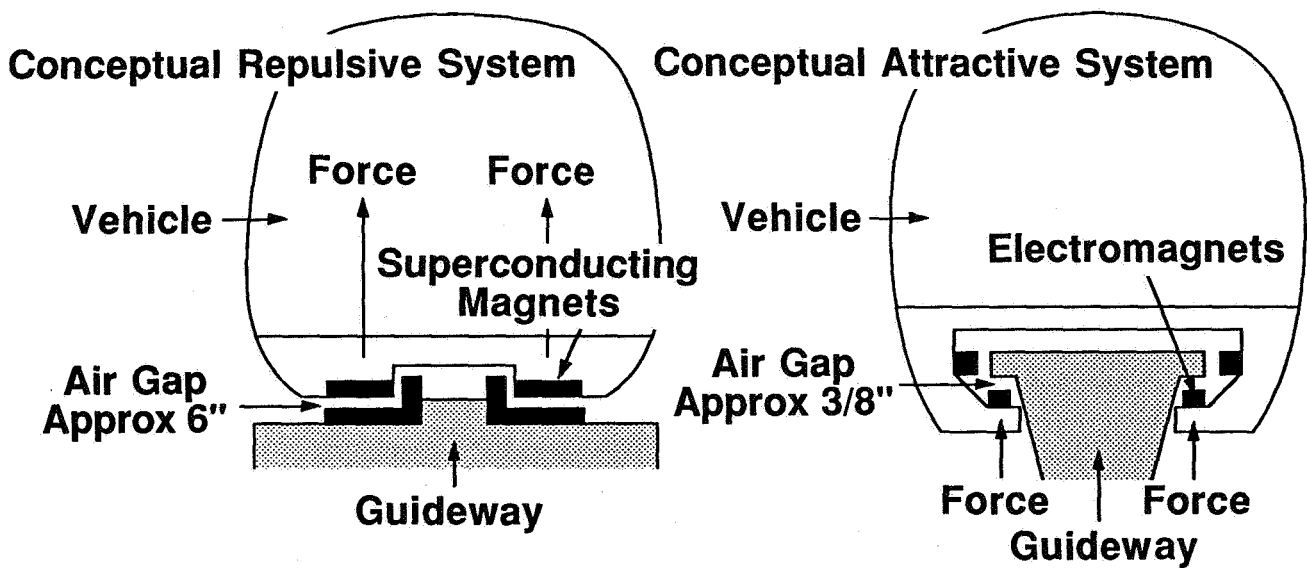 Conceptual Repulsive System
Force
Force
Vehicle
Superconducting
Magnets
Air Gap
Approx 6"
Guideway
Conceptual Attractive System
Vehicle
Electromagnets
Air Gap
Approx 3/8"
Force
Force
Guideway